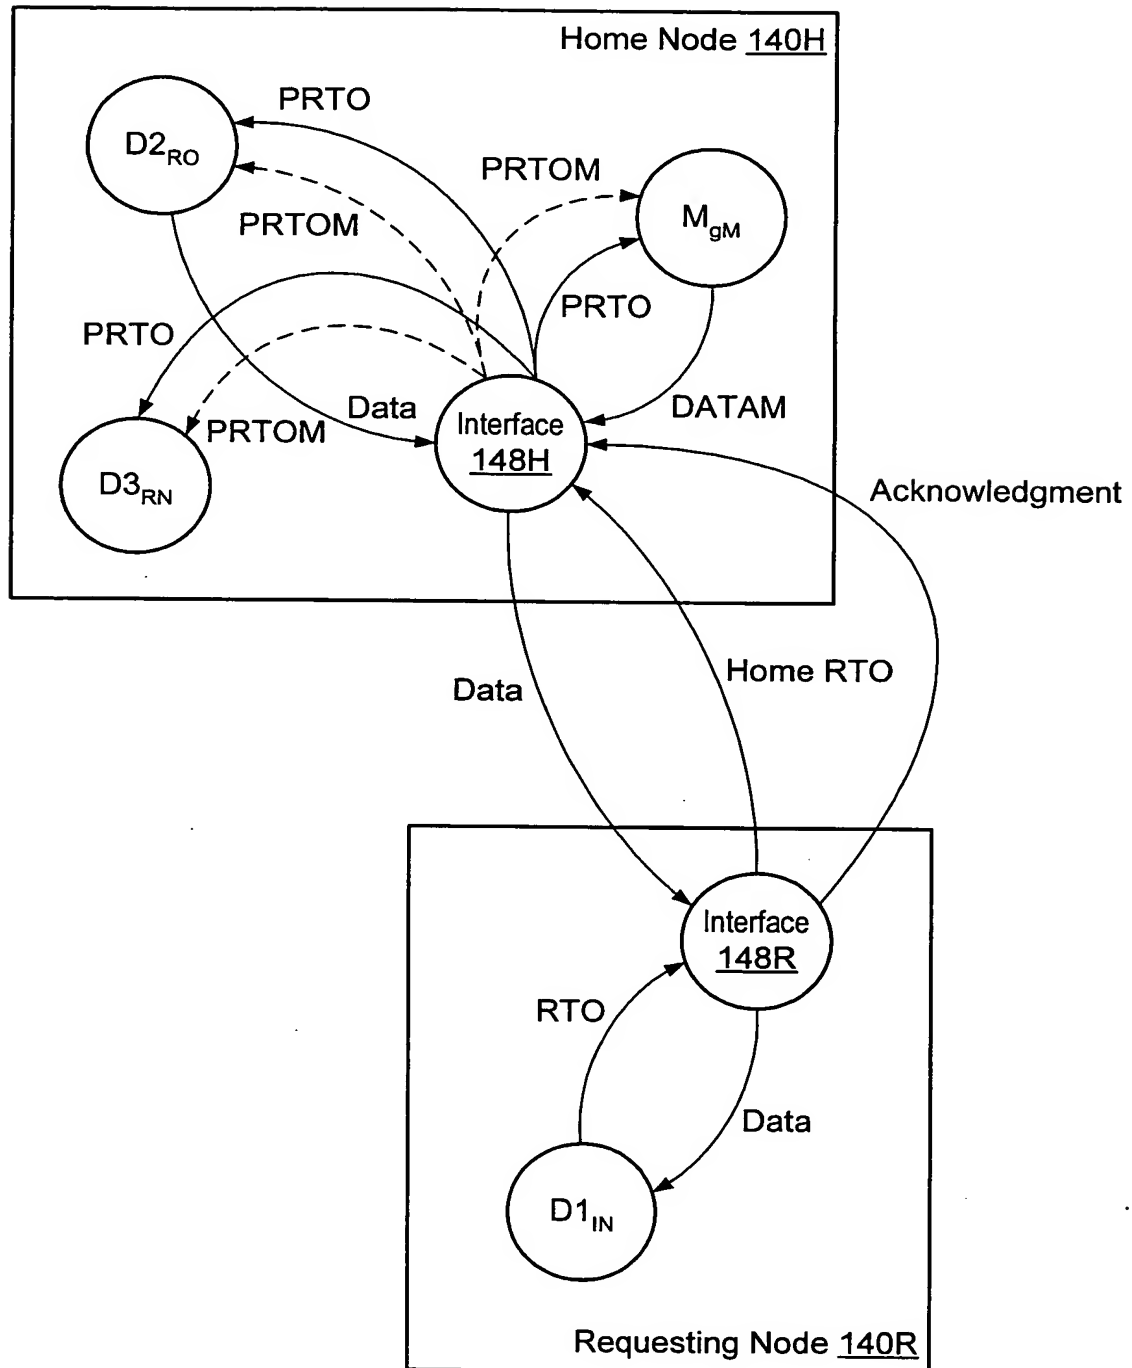 Home Node 140H
PRTO
D2RO
PRTOM
MgM
PRTOM
PRTO
PRTO
Data
DATAM
Interface
148H
PRTOM
D3RN
Acknowledgment
Home RTO
Data
Interface
148R
RTO
Data
D1IN
Requesting Node 140R